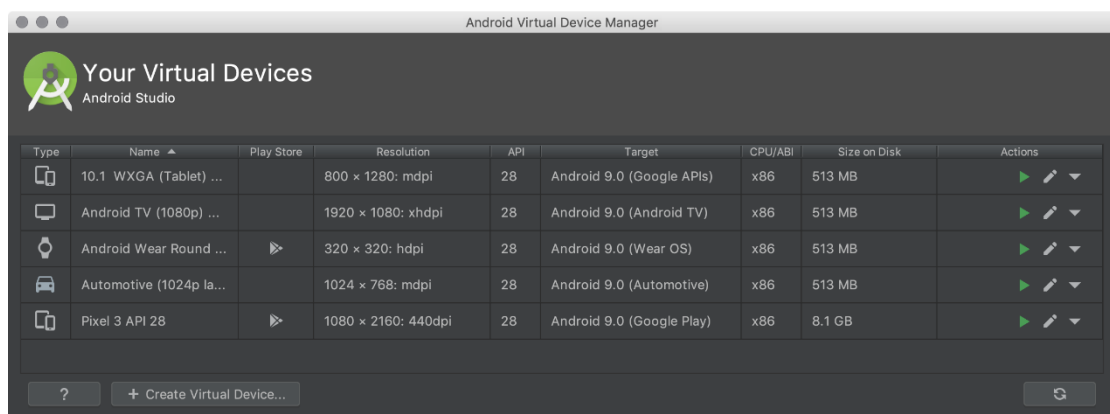 Android Virtual Device Manager
Your Virtual Devices
Android Studio
Type Name Play Store Resolution API Target CPU/ABI Size on Disk Actions
10.1 WXGA (Tablet) ... 800 × 1280: mdpi 28 Android 9.0 (Google APIs) x86 513 MB
Android TV (1080p) ... 1920 × 1080: xhdpi 28 Android 9.0 (Android TV) x86 513 MB
Android Wear Round ... 320 × 320: hdpi 28 Android 9.0 (Wear OS) x86 513 MB
Automotive (1024p la... 1024 × 768: mdpi 28 Android 9.0 (Automotive) x86 513 MB
Pixel 3 API 28 1080 × 2160: 440dpi 28 Android 9.0 (Google Play) x86 8.1 GB
? + Create Virtual Device...